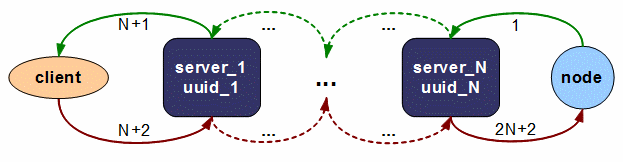 N+1
...
...
1
client
server_1
uuid_1
...
server_N
uuid_N
node
N+2
...
...
2N+2